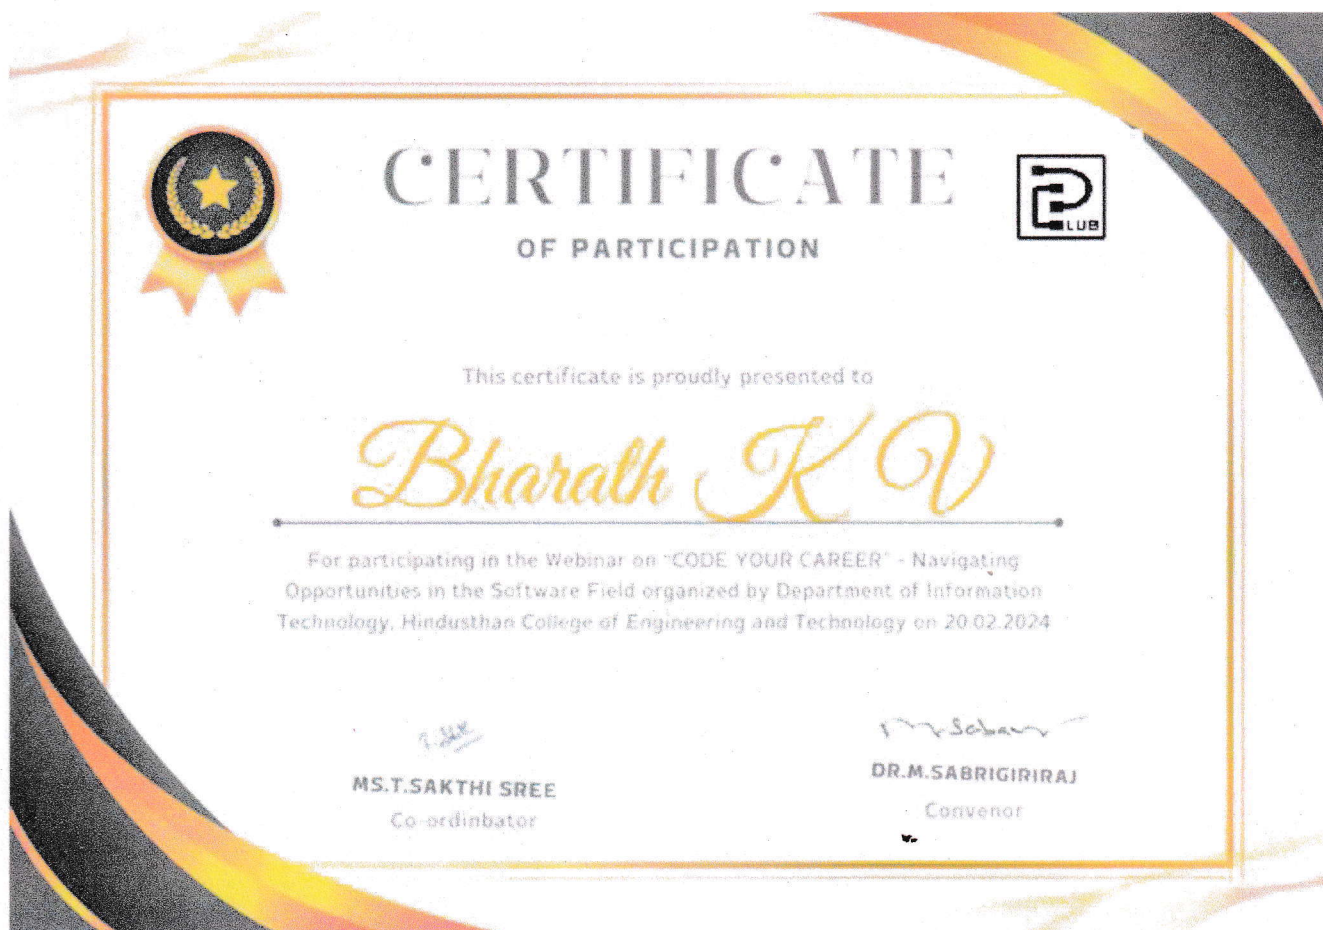 CERTIFICATE
OF PARTICIPATION
LUB
This certificate is proudly presented to
Bharath K V
For participating in the Webinar on "CODE YOUR CAREER" - Navigating
Opportunities in the Software Field organized by Department of Information
Technology, Hindusthan College of Engineering and Technology on 20.02.2024
MS.T.SAKTHI SREE
Co-ordinbator
DR.M.SABRIGIRIRAJ
Convenor